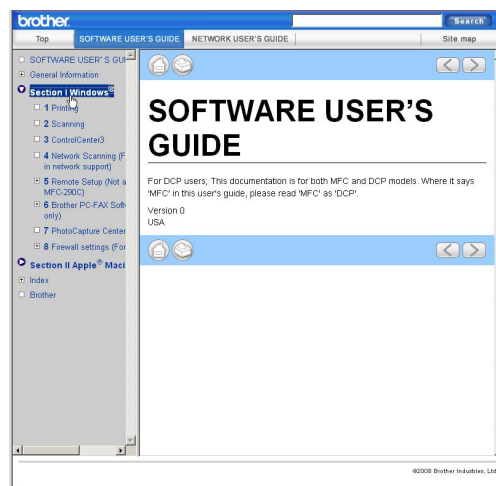 brother.
Search
Top
SOFTWARE USER'S GUIDE
NETWORK USER'S GUIDE
Site map
SOFTWARE USER'S GUI
General Information
Section I Windows®
1 Printing
2 Scanning
3 ControlCenter3
4 Network Scanning (F
in network support)
5 Remote Setup (Not a
MFC-290C)
6 Brother PC-FAX Soft
only)
7 PhotoCapture Center
8 Firewall settings (For
Section II Apple® Maci
Index
Brother
SOFTWARE USER'S
GUIDE
For DCP users; This documentation is for both MFC and DCP models. Where it says
'MFC' in this user's guide, please read 'MFC' as 'DCP'.
Version 0
USA
©2008 Brother Industries, Ltd